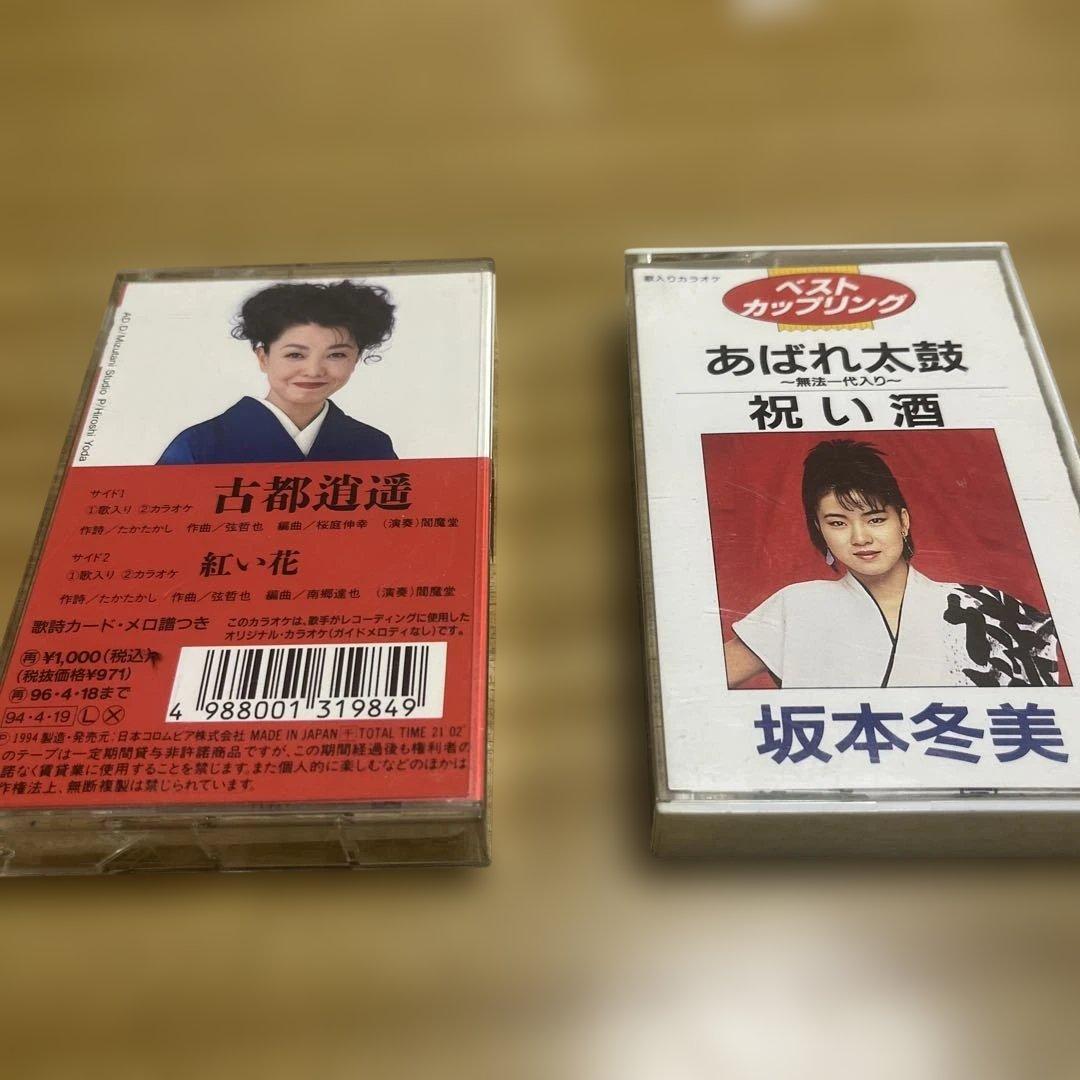 AD, D/Mizutani Studio P/Hiroshi Yoda
サイド1
①歌入り ②カラオケ
古都逍遥
作詩／たかたかし 作曲／弦哲也 編曲／桜庭伸幸 （演奏）閻魔堂
サイド2
①歌入り ②カラオケ
紅い花
作詩／たかたかし 作曲／弦哲也 編曲／南郷達也 （演奏）閻魔堂
歌詩カード・メロ譜つき
このカラオケは、歌手がレコーディングに使用した
オリジナル・カラオケ(ガイドメロディなし)です。
再¥1,000(税込)
(税抜価格¥971)
再96・4・18まで
94・4・19 L X
4 988001 319849
Ⓟ1994 製造・発売元:日本コロムビア株式会社 MADE IN JAPAN TOTAL TIME 21'02"
のテープは一定期間貸与非許諾商品ですが、この期間経過後も権利者の
諾なく賃貸業に使用することを禁じます。また個人的に楽しむなどのほかは
作権法上、無断複製は禁じられています。
歌入りカラオケ
ベスト
カップリング
あばれ太鼓
～無法一代入り～
祝い酒
坂本冬美